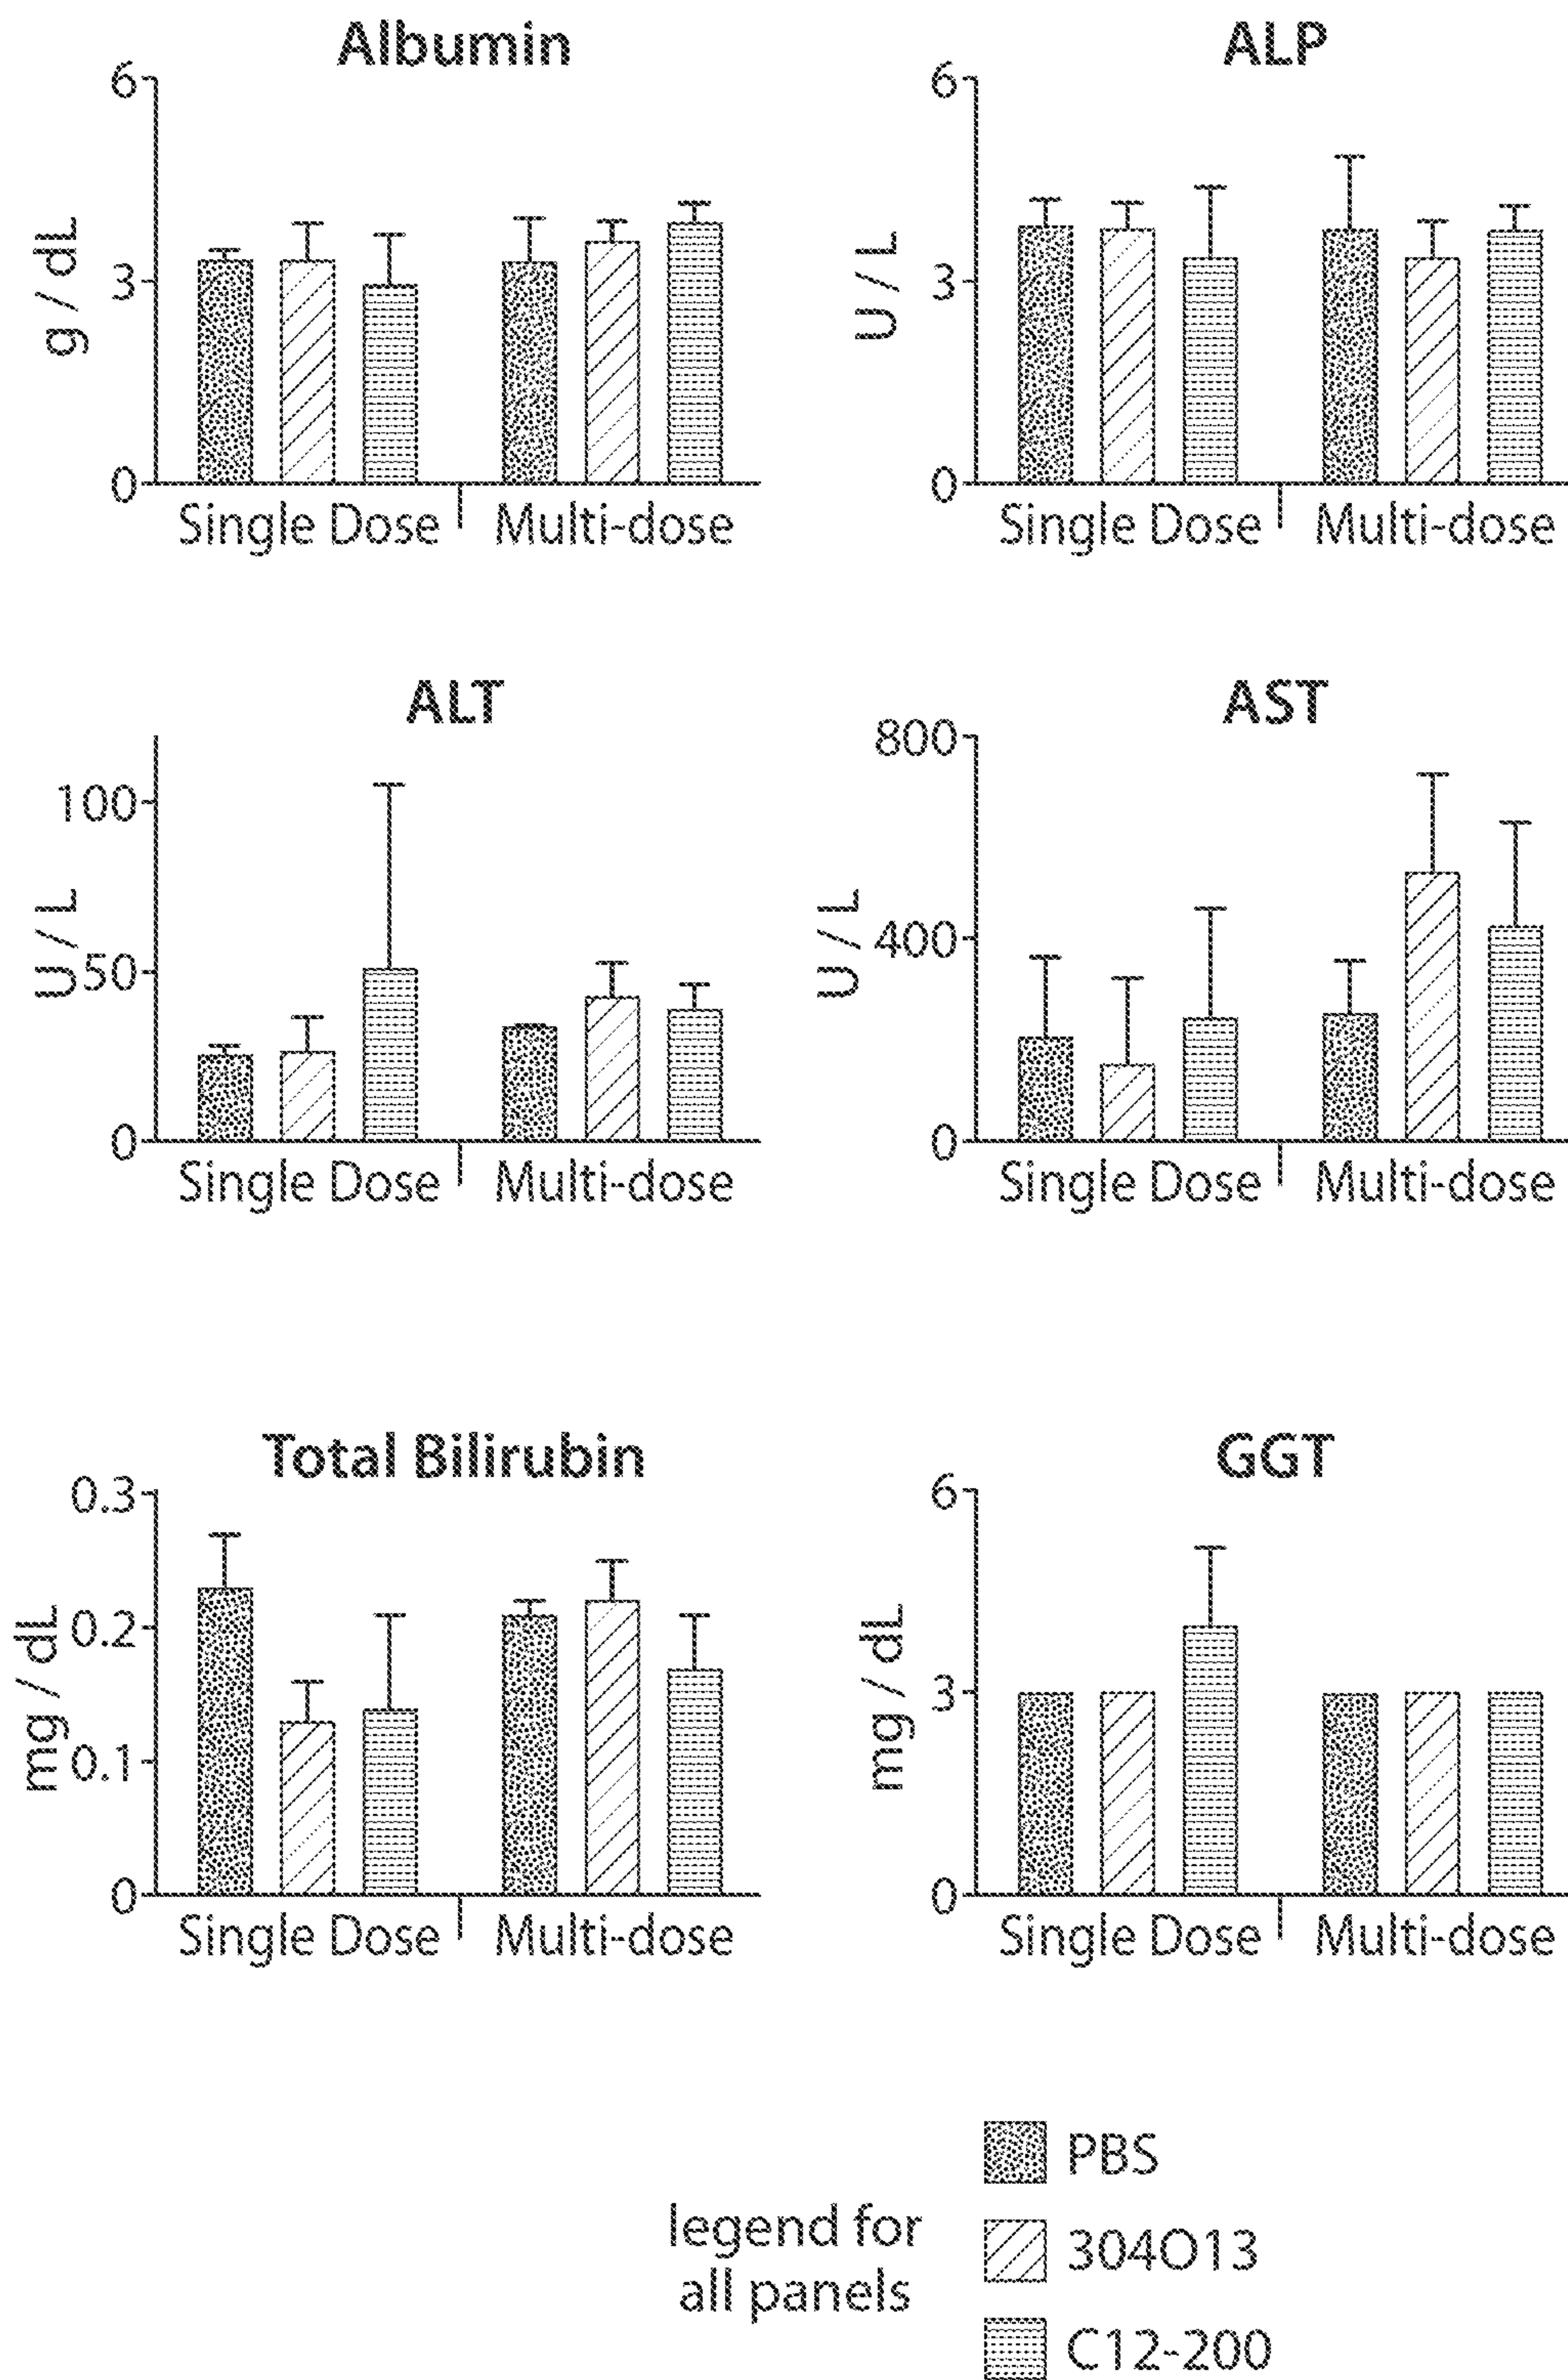 Albumin
6
3
0
g / dL
Single Dose
Multi-dose
ALP
6
3
0
U / L
Single Dose
Multi-dose
ALT
100
50
0
U / L
Single Dose
Multi-dose
AST
800
400
0
U / L
Single Dose
Multi-dose
Total Bilirubin
0.3
0.2
0.1
0
mg / dL
Single Dose
Multi-dose
GGT
6
3
0
mg / dL
Single Dose
Multi-dose
legend for
all panels
PBS
304O13
C12-200